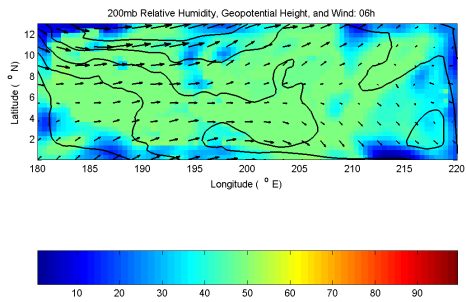 200mb Relative Humidity, Geopotential Height, and Wind: 06h
Latitude ( ° N)
12
10
8
6
4
2
180 185 190 195 200 205 210 215 220
Longitude ( ° E)
10 20 30 40 50 60 70 80 90